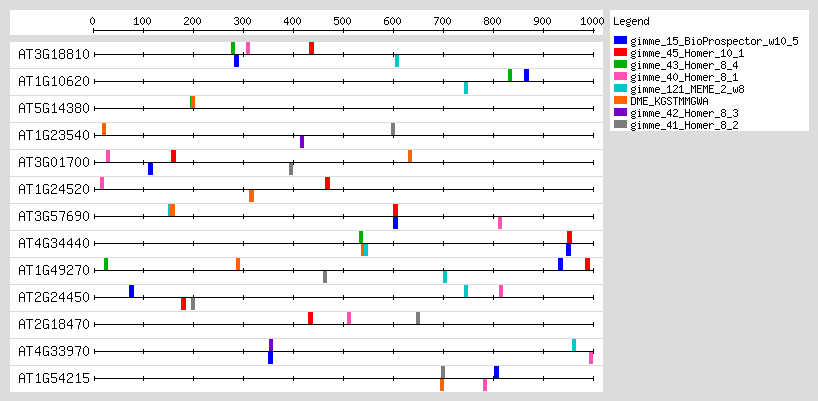 0 100 200 300 400 500 600 700 800 900 1000
Legend
gimme_15_BioProspector_w10_5
gimme_45_Homer_10_1
gimme_43_Homer_8_4
gimme_40_Homer_8_1
gimme_121_MEME_2_w8
DME_KGSTMMGWA
gimme_42_Homer_8_3
gimme_41_Homer_8_2
AT3G18810
AT1G10620
AT5G14380
AT1G23540
AT3G01700
AT1G24520
AT3G57690
AT4G34440
AT1G49270
AT2G24450
AT2G18470
AT4G33970
AT1G54215